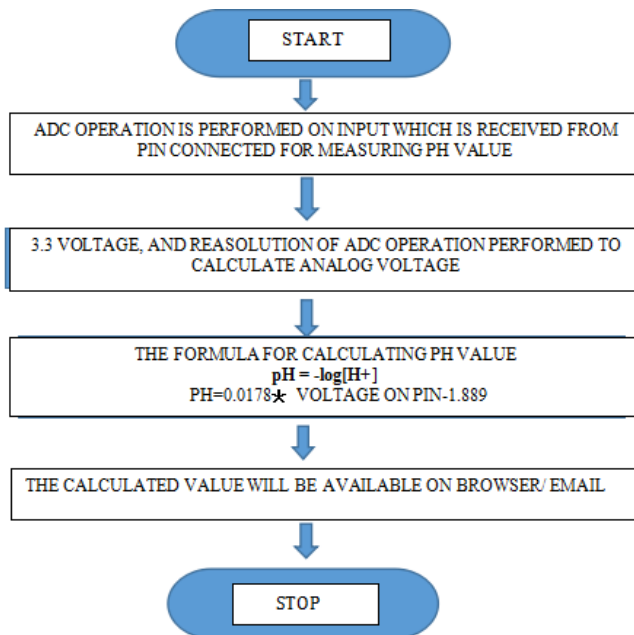 START
ADC OPERATION IS PERFORMED ON INPUT WHICH IS RECEIVED FROM
PIN CONNECTED FOR MEASURING PH VALUE
3.3 VOLTAGE, AND REASOLUTION OF ADC OPERATION PERFORMED TO
CALCULATE ANALOG VOLTAGE
THE FORMULA FOR CALCULATING PH VALUE
pH = -log[H+]
PH=0.0178* VOLTAGE ON PIN-1.889
THE CALCULATED VALUE WILL BE AVAILABLE ON BROWSER/ EMAIL
STOP